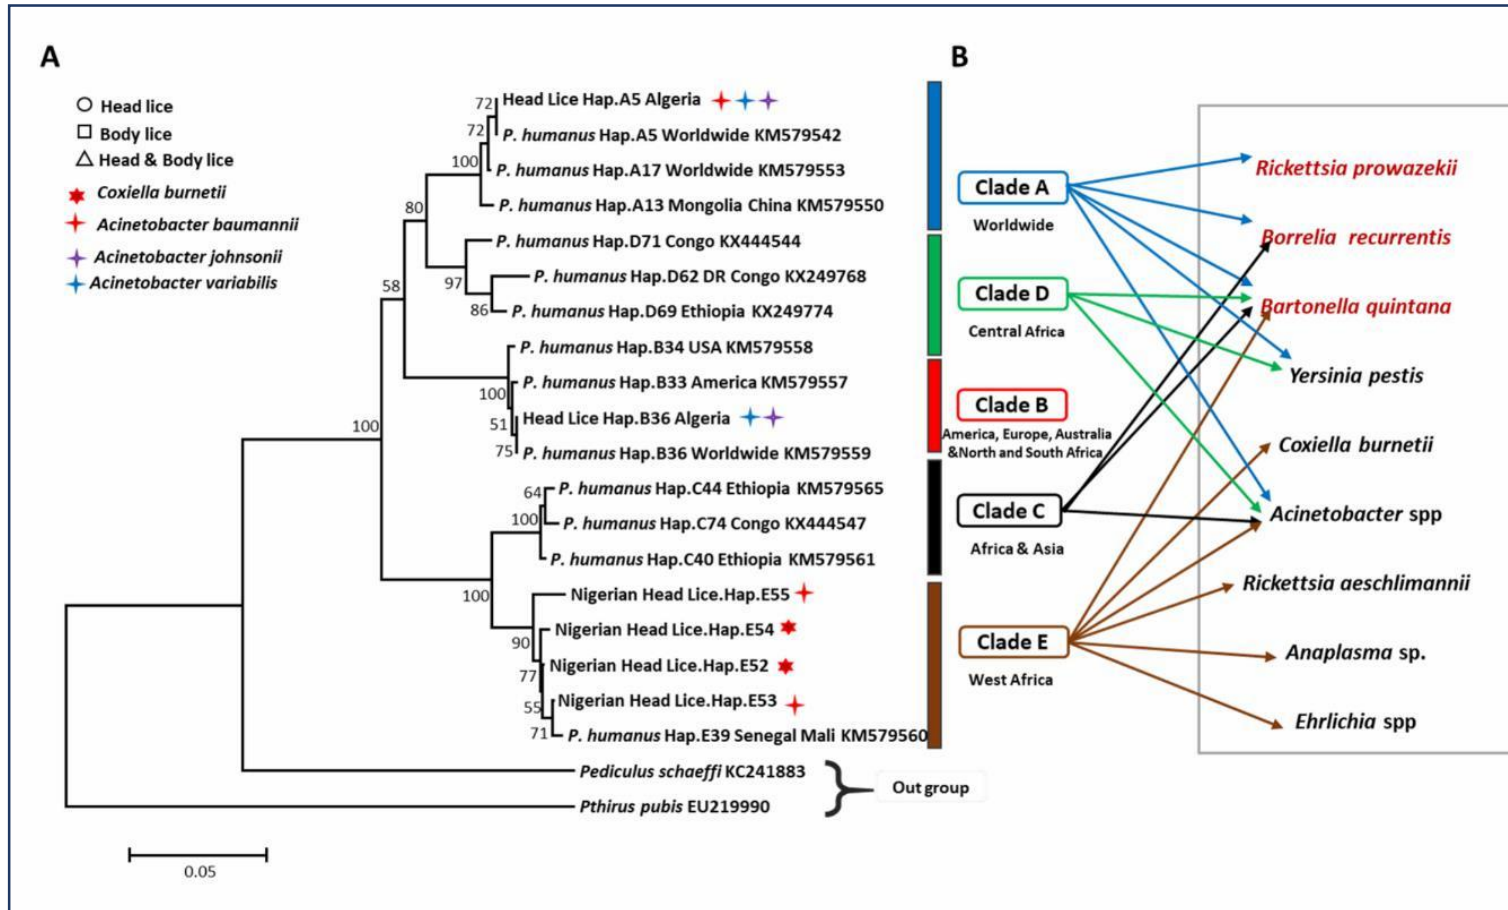 A
Head lice
Body lice
Head & Body lice
Coxiella burnetii
Acinetobacter baumannii
Acinetobacter johnsonii
Acinetobacter variabilis
72
72
100
80
97
86
58
100
51
75
100
64
100
100
90
77
55
71
Head Lice Hap.A5 Algeria
P. humanus Hap.A5 Worldwide KM579542
P. humanus Hap.A17 Worldwide KM579553
P. humanus Hap.A13 Mongolia China KM579550
P. humanus Hap.D71 Congo KX444544
P. humanus Hap.D62 DR Congo KX249768
P. humanus Hap.D69 Ethiopia KX249774
P. humanus Hap.B34 USA KM579558
P. humanus Hap.B33 America KM579557
Head Lice Hap.B36 Algeria
P. humanus Hap.B36 Worldwide KM579559
P. humanus Hap.C44 Ethiopia KM579565
P. humanus Hap.C74 Congo KX444547
P. humanus Hap.C40 Ethiopia KM579561
Nigerian Head Lice.Hap.E55
Nigerian Head Lice.Hap.E54
Nigerian Head Lice.Hap.E52
Nigerian Head Lice.Hap.E53
P. humanus Hap.E39 Senegal Mali KM579560
Pediculus schaeffi KC241883
Pthirus pubis EU219990
Out group
0.05
B
Clade A
Worldwide
Clade D
Central Africa
Clade B
America, Europe, Australia
&North and South Africa
Clade C
Africa & Asia
Clade E
West Africa
Rickettsia prowazekii
Borrelia recurrentis
Bartonella quintana
Yersinia pestis
Coxiella burnetii
Acinetobacter spp
Rickettsia aeschlimannii
Anaplasma sp.
Ehrlichia spp